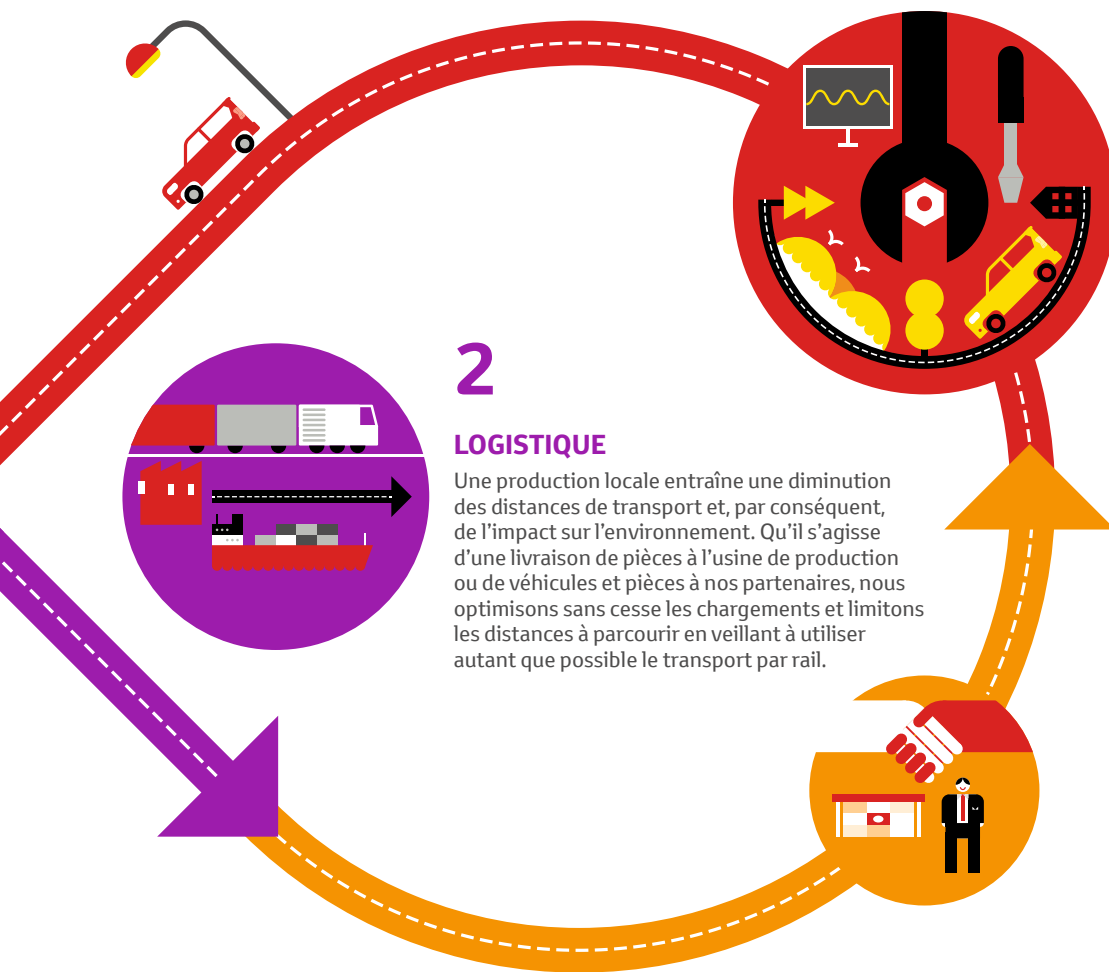 2
LOGISTIQUE
Une production locale entraîne une diminution
des distances de transport et, par conséquent,
de l’impact sur l’environnement. Qu’il s’agisse
d’une livraison de pièces à l’usine de production
ou de véhicules et pièces à nos partenaires, nous
optimisons sans cesse les chargements et limitons
les distances à parcourir en veillant à utiliser
autant que possible le transport par rail.